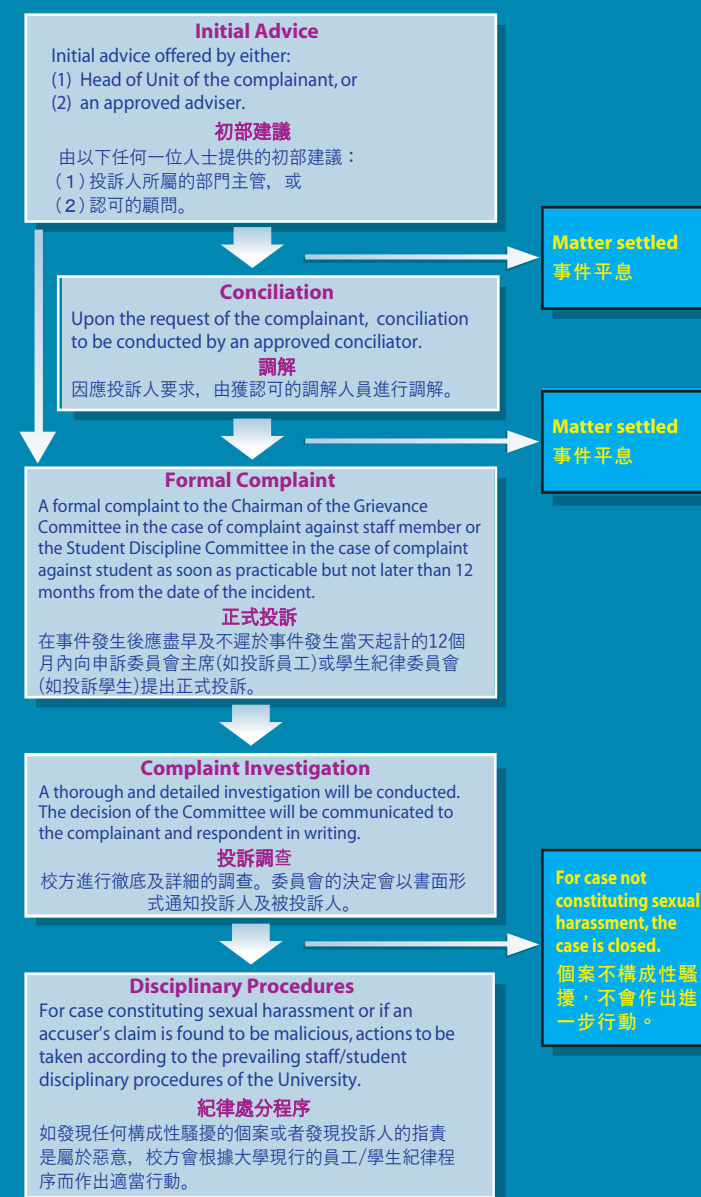 Initial Advice
Initial advice offered by either:
(1) Head of Unit of the complainant, or
(2) an approved adviser.
初部建議
由以下任何一位人士提供的初部建議：
（1）投訴人所屬的部門主管，或
（2）認可的顧問。
Matter settled
事件平息
Conciliation
Upon the request of the complainant, conciliation
to be conducted by an approved conciliator.
調解
因應投訴人要求，由獲認可的調解人員進行調解。
Matter settled
事件平息
Formal Complaint
A formal complaint to the Chairman of the Grievance
Committee in the case of complaint against staff member or
the Student Discipline Committee in the case of complaint
against student as soon as practicable but not later than 12
months from the date of the incident.
正式投訴
在事件發生後應盡早及不遲於事件發生當天起計的12個
月內向申訴委員會主席(如投訴員工)或學生紀律委員會
(如投訴學生)提出正式投訴。
Complaint Investigation
A thorough and detailed investigation will be conducted.
The decision of the Committee will be communicated to
the complainant and respondent in writing.
投訴調查
校方進行徹底及詳細的調查。委員會的決定會以書面形
式通知投訴人及被投訴人。
For case not
constituting sexual
harassment, the
case is closed.
個案不構成性騷
擾，不會作出進
一步行動。
Disciplinary Procedures
For case constituting sexual harassment or if an
accuser's claim is found to be malicious, actions to be
taken according to the prevailing staff/student
disciplinary procedures of the University.
紀律處分程序
如發現任何構成性騷擾的個案或者發現投訴人的指責
是屬於惡意，校方會根據大學現行的員工/學生紀律程
序而作出適當行動。